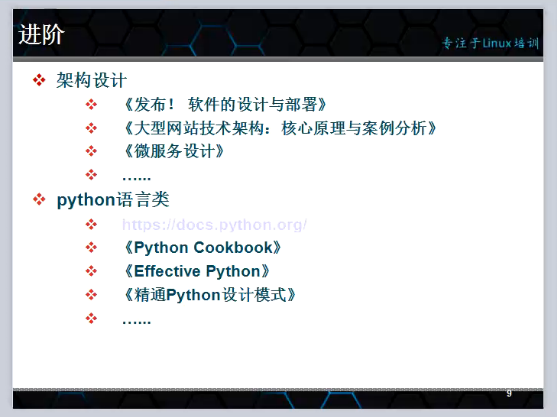 进阶
专注于Linux培训
架构设计
《发布! 软件的设计与部署》
《大型网站技术架构：核心原理与案例分析》
《微服务设计》
……
python语言类
https://docs.python.org/
《Python Cookbook》
《Effective Python》
《精通Python设计模式》
……
9